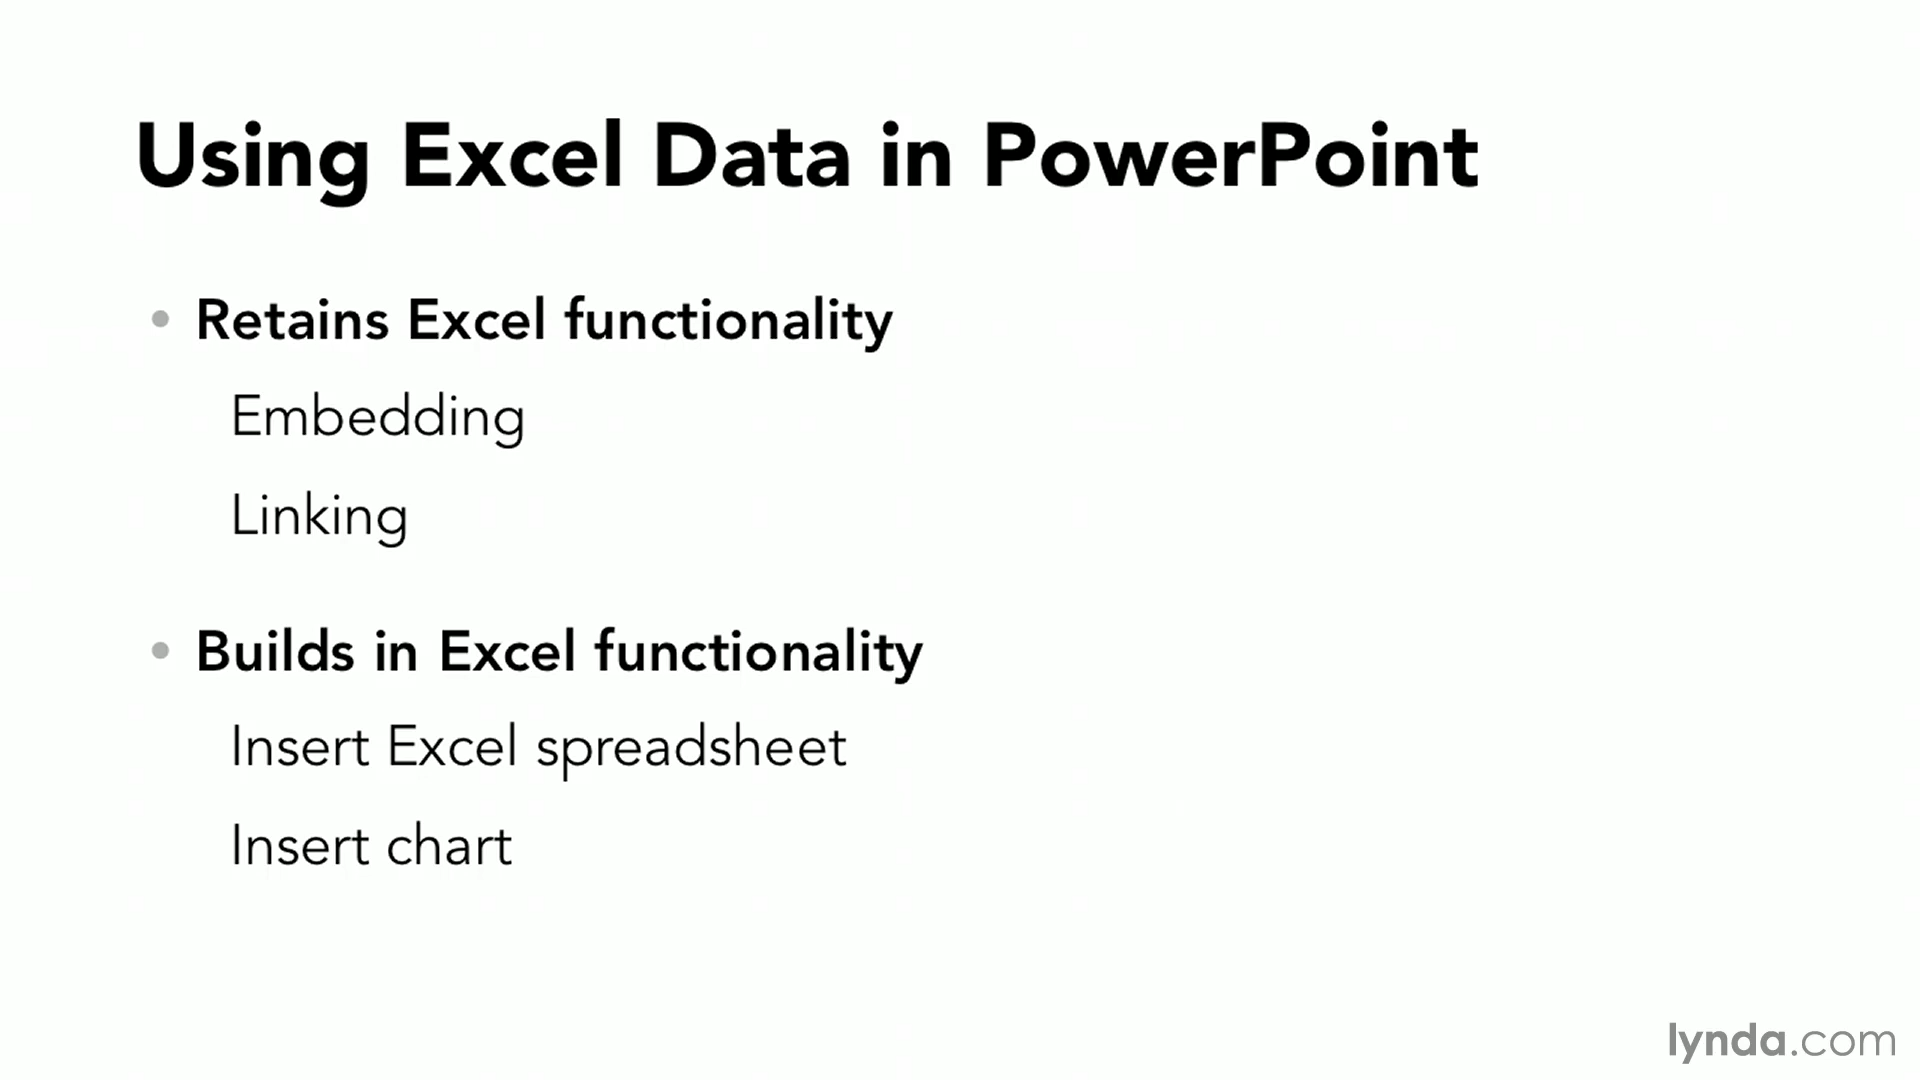 Using Excel Data in PowerPoint
• Retains Excel functionality
Embedding
Linking
• Builds in Excel functionality
Insert Excel spreadsheet
Insert chart
lynda.com